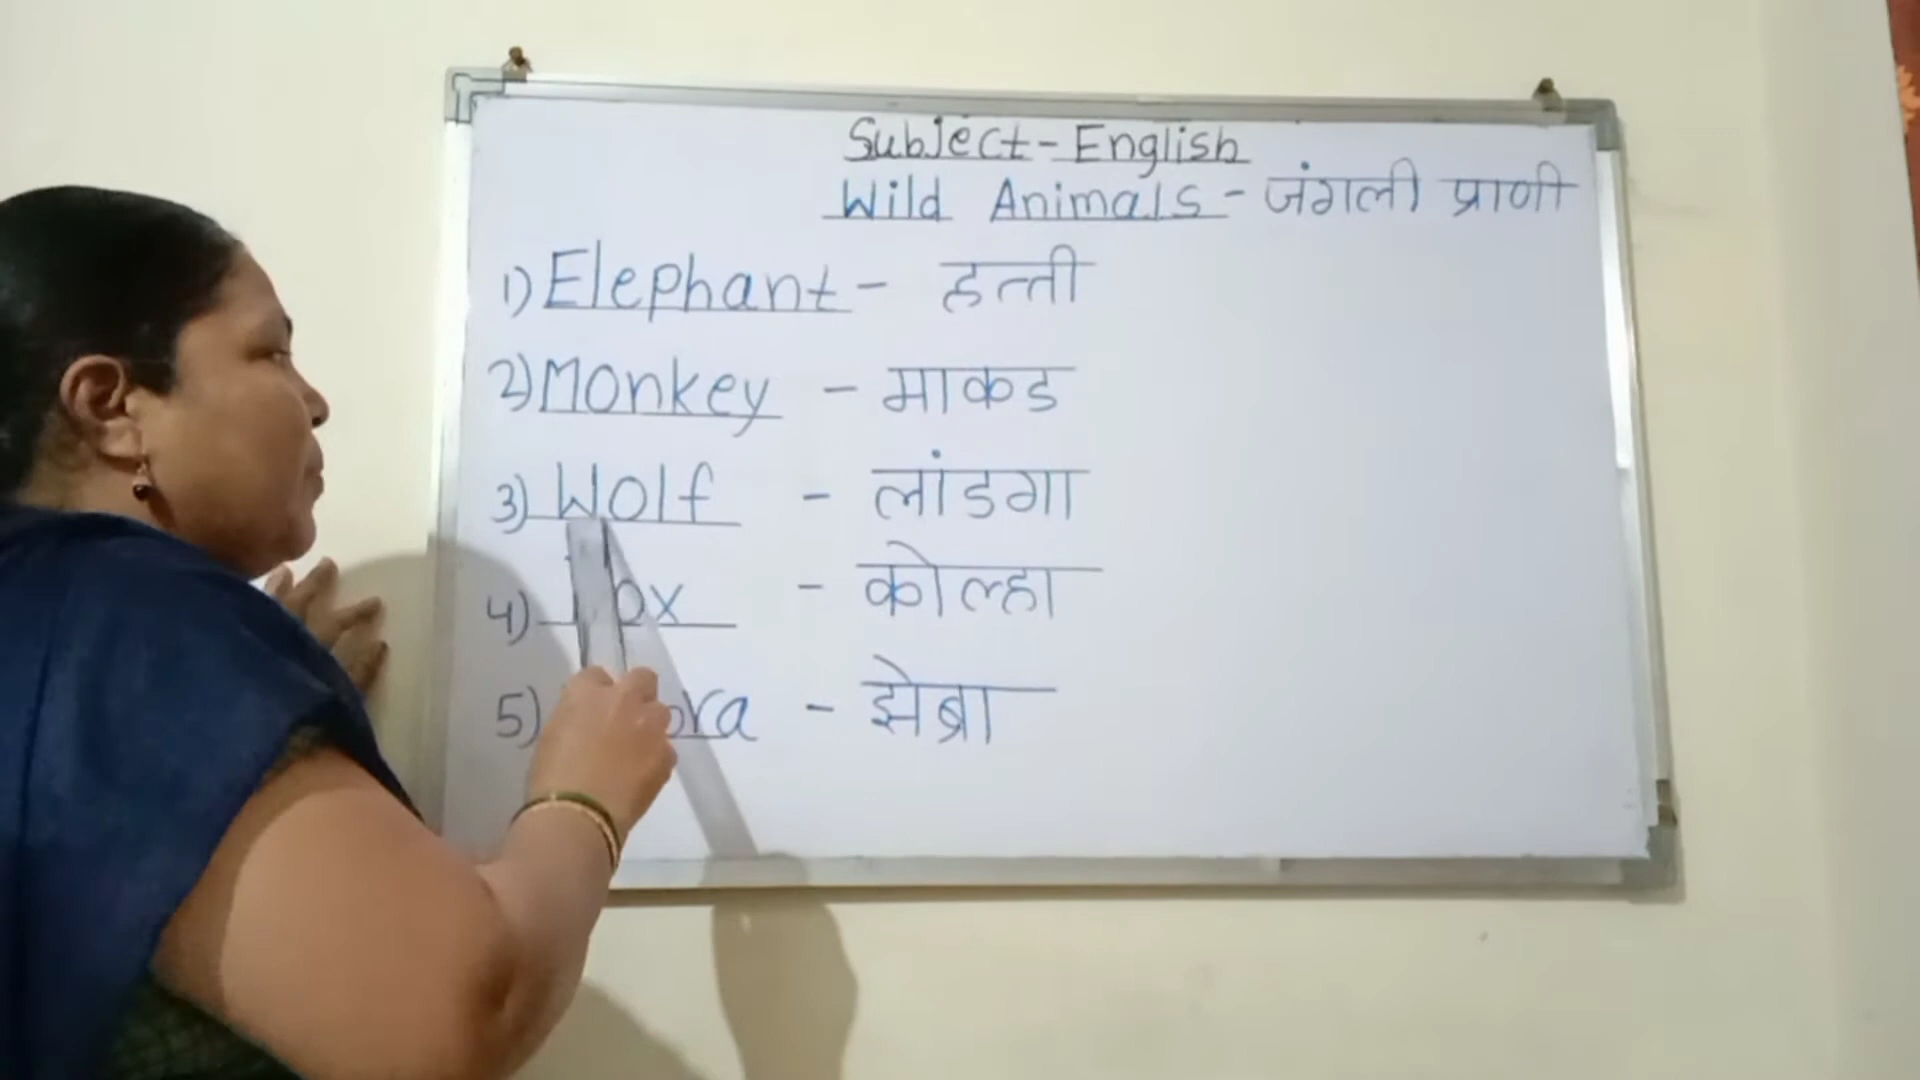 Subject - English
Wild Animals - जंगली प्राणी
1) Elephant - हत्ती
2) Monkey - माकड
3) Wolf - लांडगा
4) - कोल्हा
5) - झेब्रा